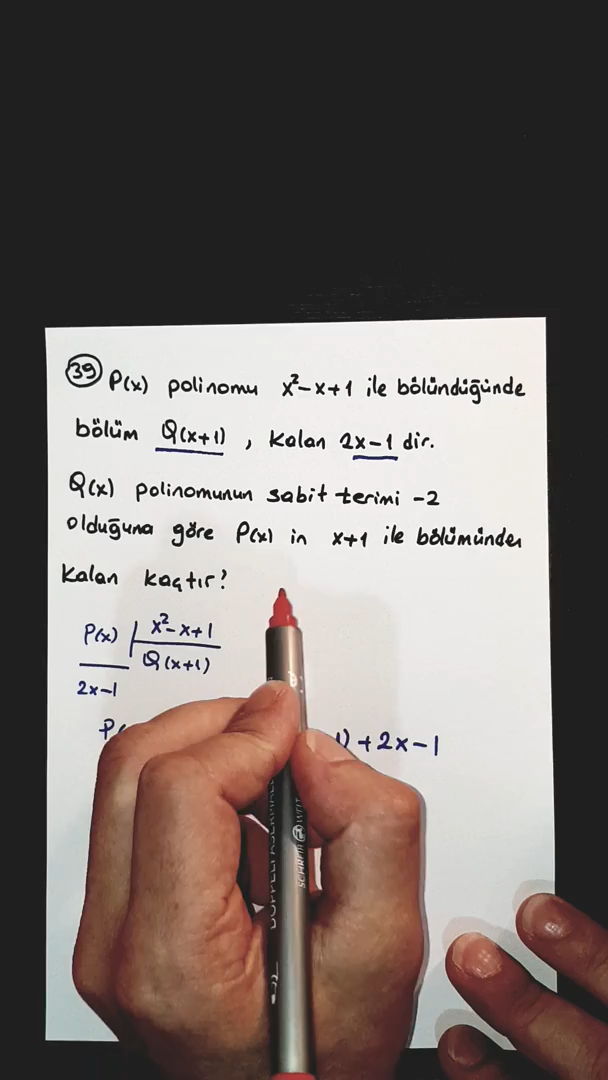 39 P(x) polinomu x²-x+1 ile bölündüğünde
bölüm Q(x+1), kalan 2x-1 dir.
Q(x) polinomunun sabit terimi -2
olduğuna göre P(x) in x+1 ile bölümünden
kalan kaçtır?
P(x) | x²-x+1
Q(x+1)
2x-1
1) + 2x-1